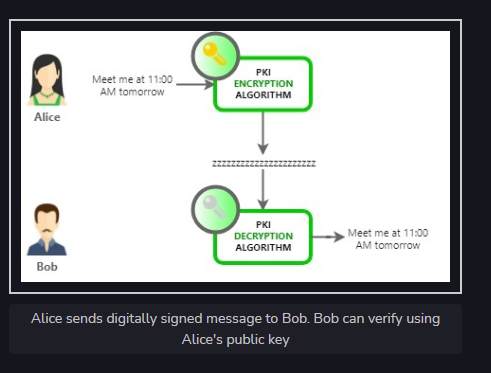 Alice
Meet me at 11:00
AM tomorrow
PKI
ENCRYPTION
ALGORITHM
zzzzzzzzzzzzzzzzzzzzzz
Bob
PKI
DECRYPTION
ALGORITHM
Meet me at 11:00
AM tomorrow
Alice sends digitally signed message to Bob. Bob can verify using
Alice's public key